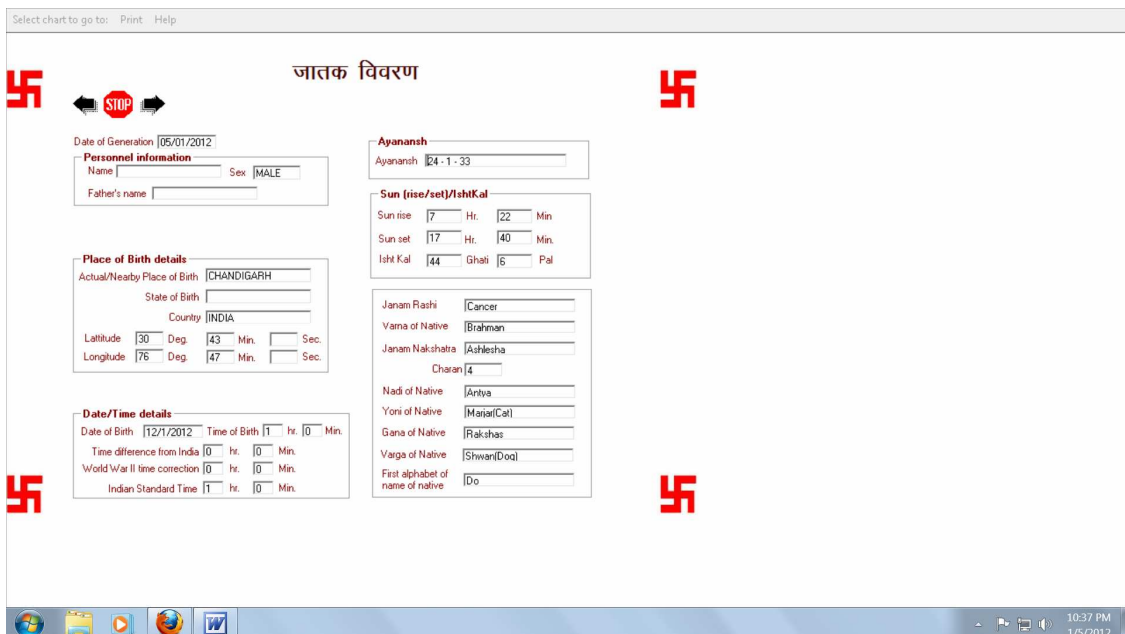 Select chart to go to: Print Help
जातक विवरण
STOP
Date of Generation 05/01/2012
Personnel information
Name Sex MALE
Father's name
Place of Birth details
Actual/Nearby Place of Birth CHANDIGARH
State of Birth
Country INDIA
Lattitude 30 Deg. 43 Min. Sec.
Longitude 76 Deg. 47 Min. Sec.
Date/Time details
Date of Birth 12/1/2012 Time of Birth 1 hr. 0 Min.
Time difference from India 0 hr. 0 Min.
World War II time correction 0 hr. 0 Min.
Indian Standard Time 1 hr. 0 Min.
Ayanansh
Ayanansh 24 - 1 - 33
Sun (rise/set)/IshtKal
Sun rise 7 Hr. 22 Min
Sun set 17 Hr. 40 Min.
Isht Kal 44 Ghati 6 Pal
Janam Rashi Cancer
Varna of Native Brahman
Janam Nakshatra Ashlesha
Charan 4
Nadi of Native Antya
Yoni of Native Marjar(Cat)
Gana of Native Rakshas
Varga of Native Shwan(Dog)
First alphabet of
name of native Do
10:37 PM
1/5/2012